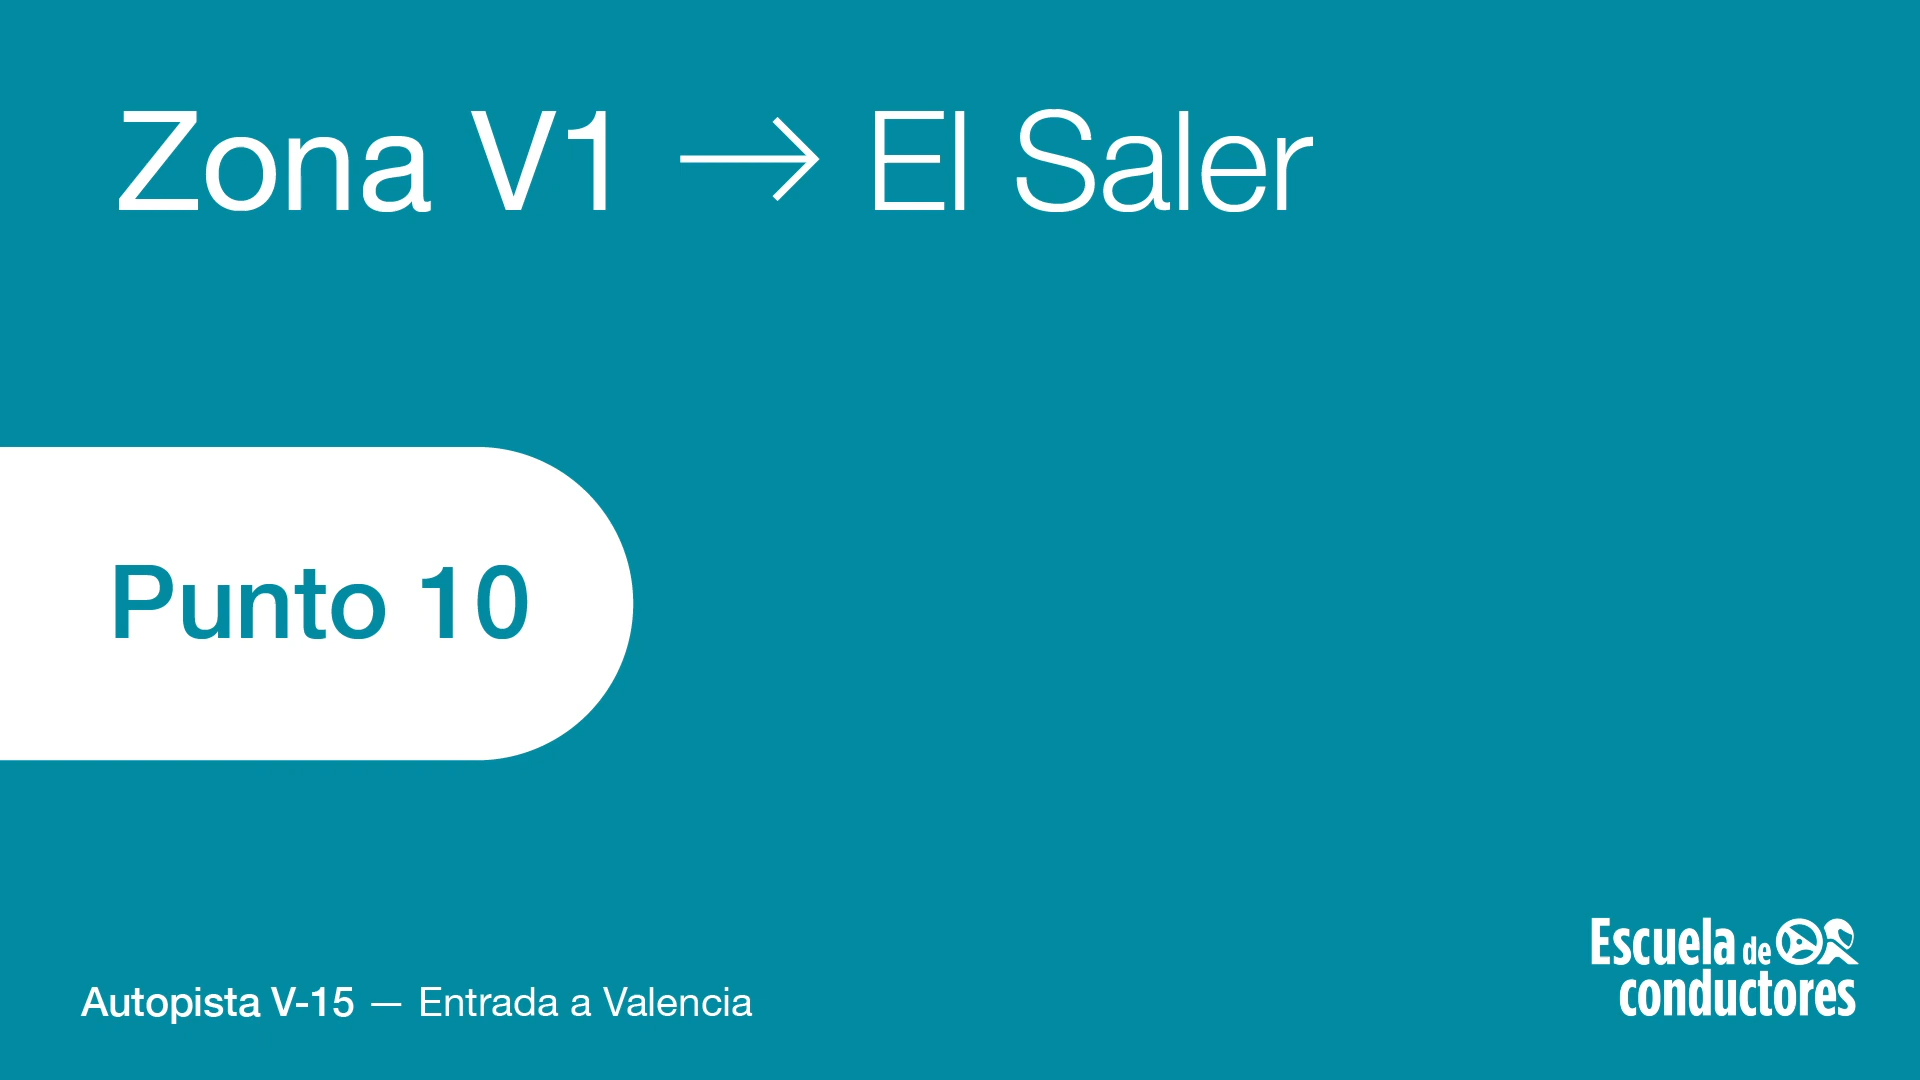 Zona V1 → El Saler
Punto 10
Autopista V-15 — Entrada a Valencia
Escuela de
conductores